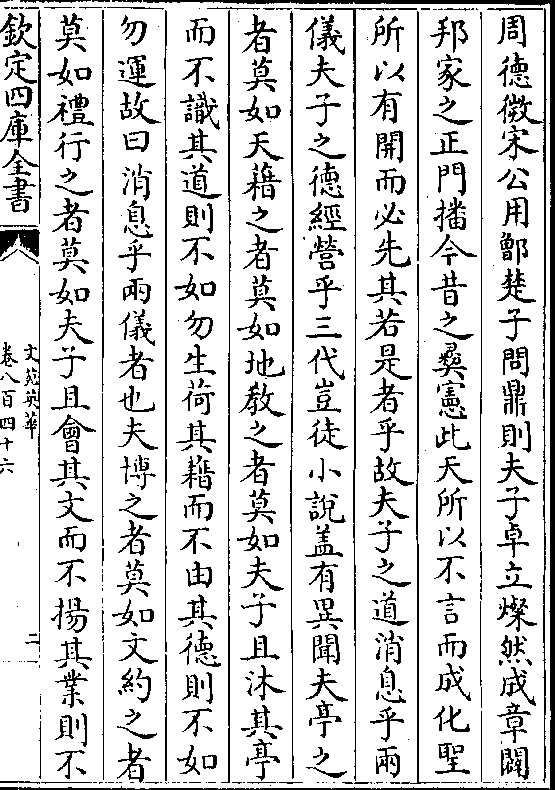 周德㣲宋公用鄫楚子問鼎則夫子卓立燦然成章闢
邦家之正門播今昔之彛憲此天所以不言而成化聖
所以有開而必先其若是者乎故夫子之道消息乎兩
儀夫子之德經營乎三代豈徒小說盖有異聞夫亭之
者莫如天藉之者莫如地敎之者莫如夫子且沐其亭
而不識其道則不如勿生荷其藉而不由其德則不如
勿運故曰消息乎兩儀者也夫博之者莫如文約之者
莫如禮行之者莫如夫子且會其文而不揚其業則不
欽定四庫全書
文苑英華
卷八百四十六
二